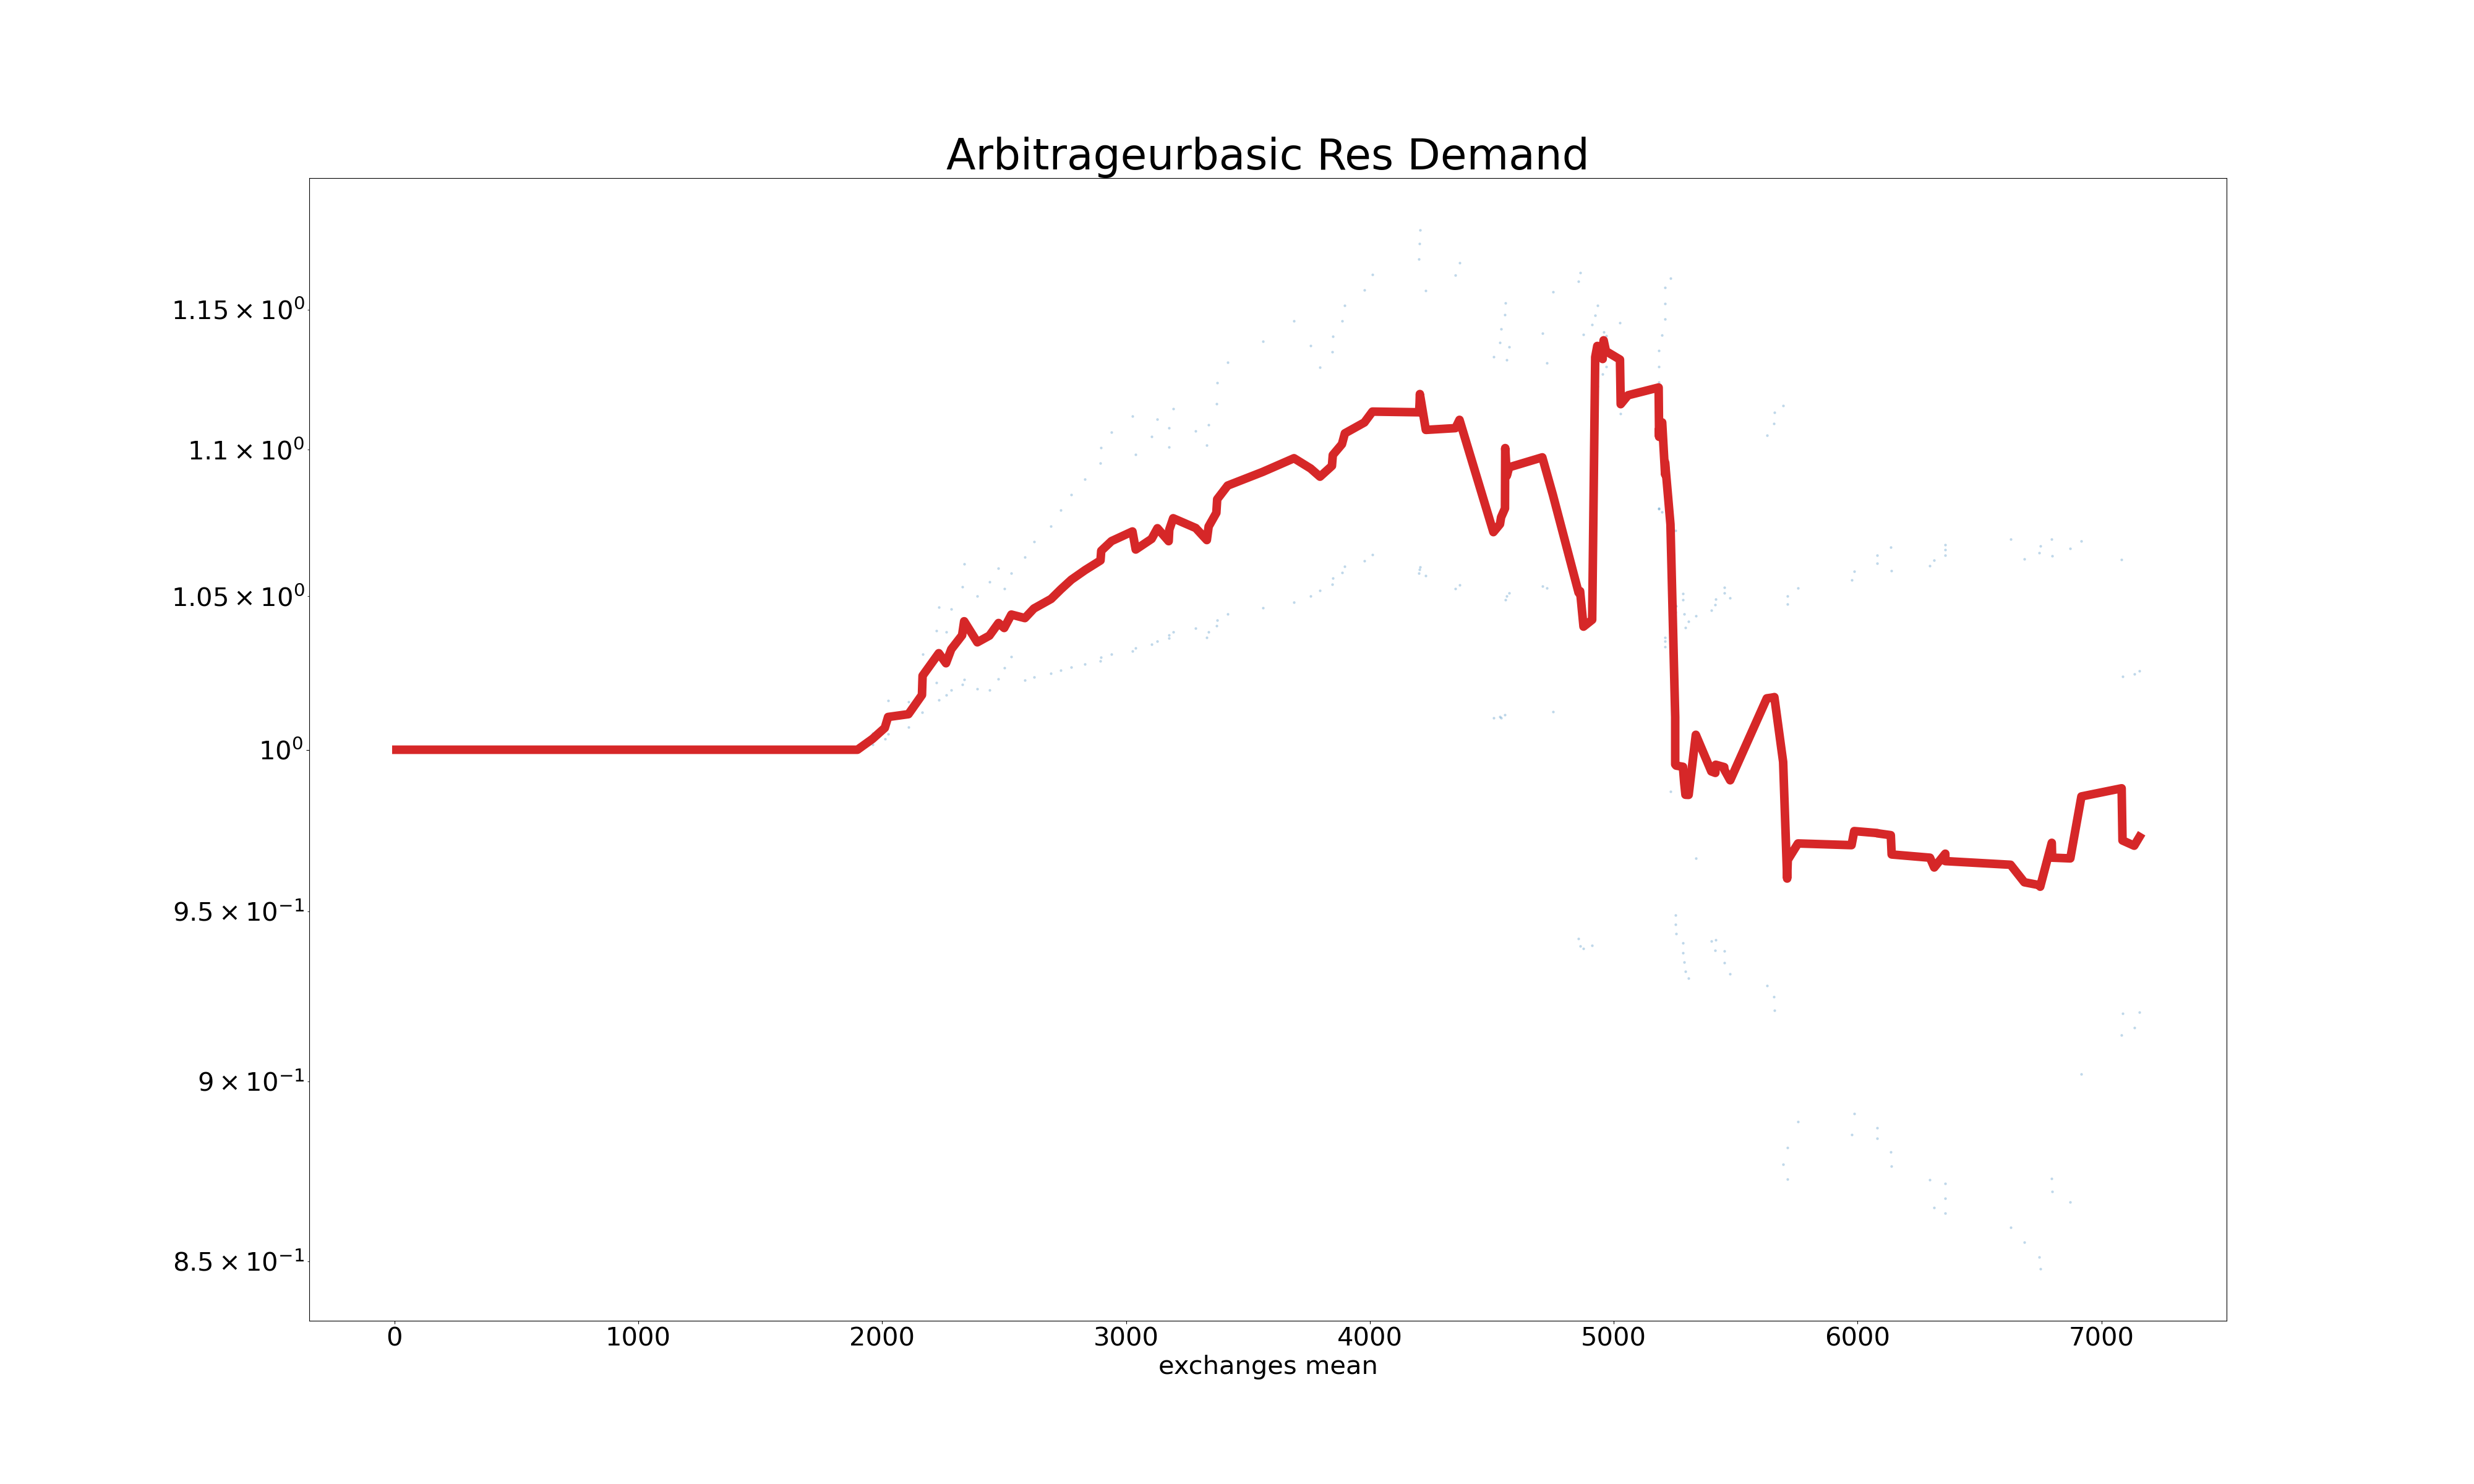 Arbitrageurbasic Res Demand
1.15 × 10⁰
1.1 × 10⁰
1.05 × 10⁰
10⁰
9.5 × 10⁻¹
9 × 10⁻¹
8.5 × 10⁻¹
0 1000 2000 3000 4000 5000 6000 7000
exchanges mean